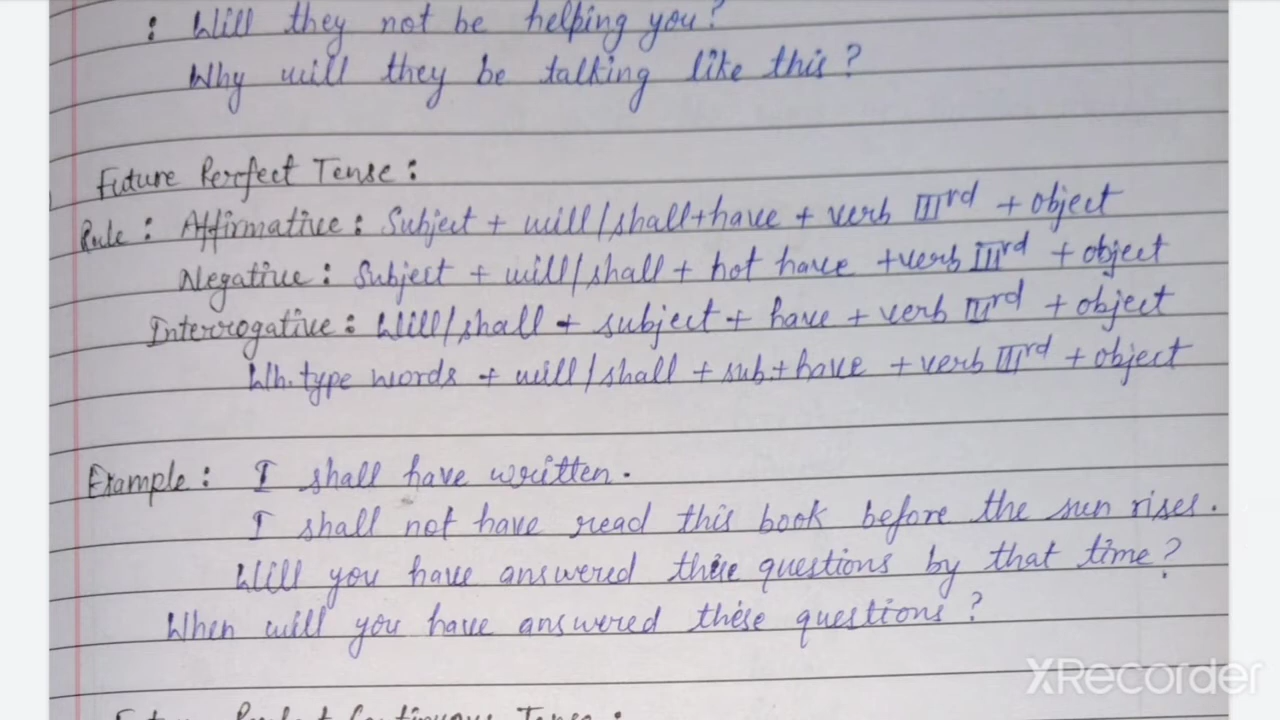 : Will they not be helping you?
Why will they be talking like this?
Future Perfect Tense :
Rule : Affirmative : Subject + will/shall+have + verb IIIrd + object
Negative : Subject + will/shall + not have +verb IIIrd + object
Interrogative : Will/shall + subject + have + verb IIIrd + object
Wh. type words + will/shall + sub.+have + verb IIIrd + object
Example : I shall have written.
I shall not have read this book before the sun rises.
Will you have answered these questions by that time?
When will you have answered these questions?
Future Perfect Continuous Tense :
XRecorder